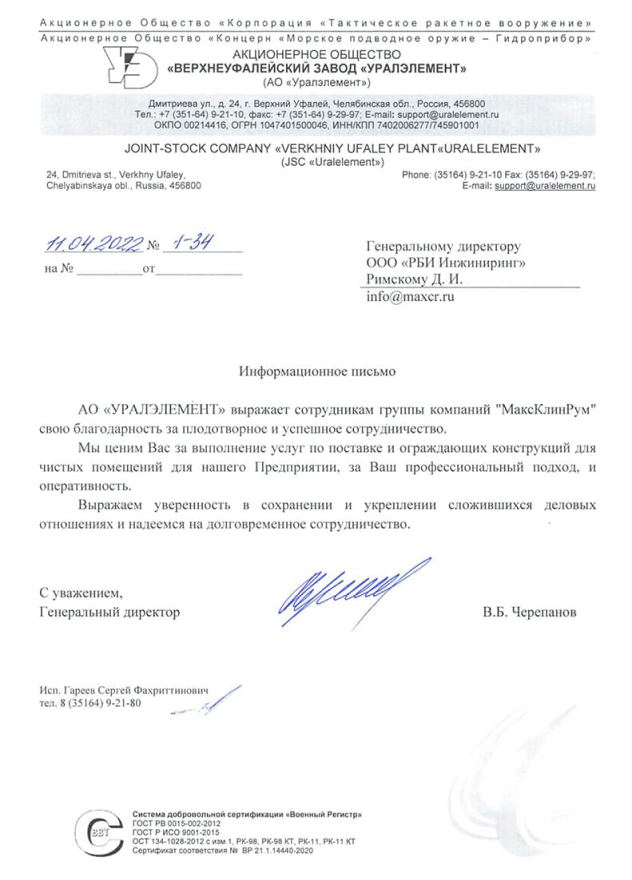 Акционерное Общество «Корпорация «Тактическое ракетное вооружение»
Акционерное Общество «Концерн «Морское подводное оружие – Гидроприбор»
АКЦИОНЕРНОЕ ОБЩЕСТВО
«ВЕРХНЕУФАЛЕЙСКИЙ ЗАВОД «УРАЛЭЛЕМЕНТ»
(АО «Уралэлемент»)
Дмитриева ул., д. 24, г. Верхний Уфалей, Челябинская обл., Россия, 456800
Тел.: +7 (351-64) 9-21-10, факс: +7 (351-64) 9-29-97; E-mail: support@uralelement.ru
ОКПО 00214416, ОГРН 1047401500046, ИНН/КПП 7402006277/745901001
JOINT-STOCK COMPANY «VERKHNIY UFALEY PLANT«URALELEMENT»
(JSC «Uralelement»)
24, Dmitrieva st., Verkhny Ufaley,
Chelyabinskaya obl., Russia, 456800
Phone: (35164) 9-21-10 Fax: (35164) 9-29-97;
E-mail: support@uralelement.ru
11.04.2022 № 1-34
на № ___________от_____________
Генеральному директору
ООО «РБИ Инжиниринг»
Римскому Д. И.
info@maxcr.ru
Информационное письмо
АО «УРАЛЭЛЕМЕНТ» выражает сотрудникам группы компаний "МаксКлинРум"
свою благодарность за плодотворное и успешное сотрудничество.
Мы ценим Вас за выполнение услуг по поставке и ограждающих конструкций для
чистых помещений для нашего Предприятия, за Ваш профессиональный подход, и
оперативность.
Выражаем уверенность в сохранении и укреплении сложившихся деловых
отношениях и надеемся на долговременное сотрудничество.
С уважением,
Генеральный директор
В.Б. Черепанов
Исп. Гареев Сергей Фахриттинович
тел. 8 (35164) 9-21-80
СВВТ
Система добровольной сертификации «Военный Регистр»
ГОСТ РВ 0015-002-2012
ГОСТ Р ИСО 9001-2015
ОСТ 134-1028-2012 с изм.1, РК-98, РК-98 КТ, РК-11, РК-11 КТ
Сертификат соответствия № ВР 21.1.14440-2020